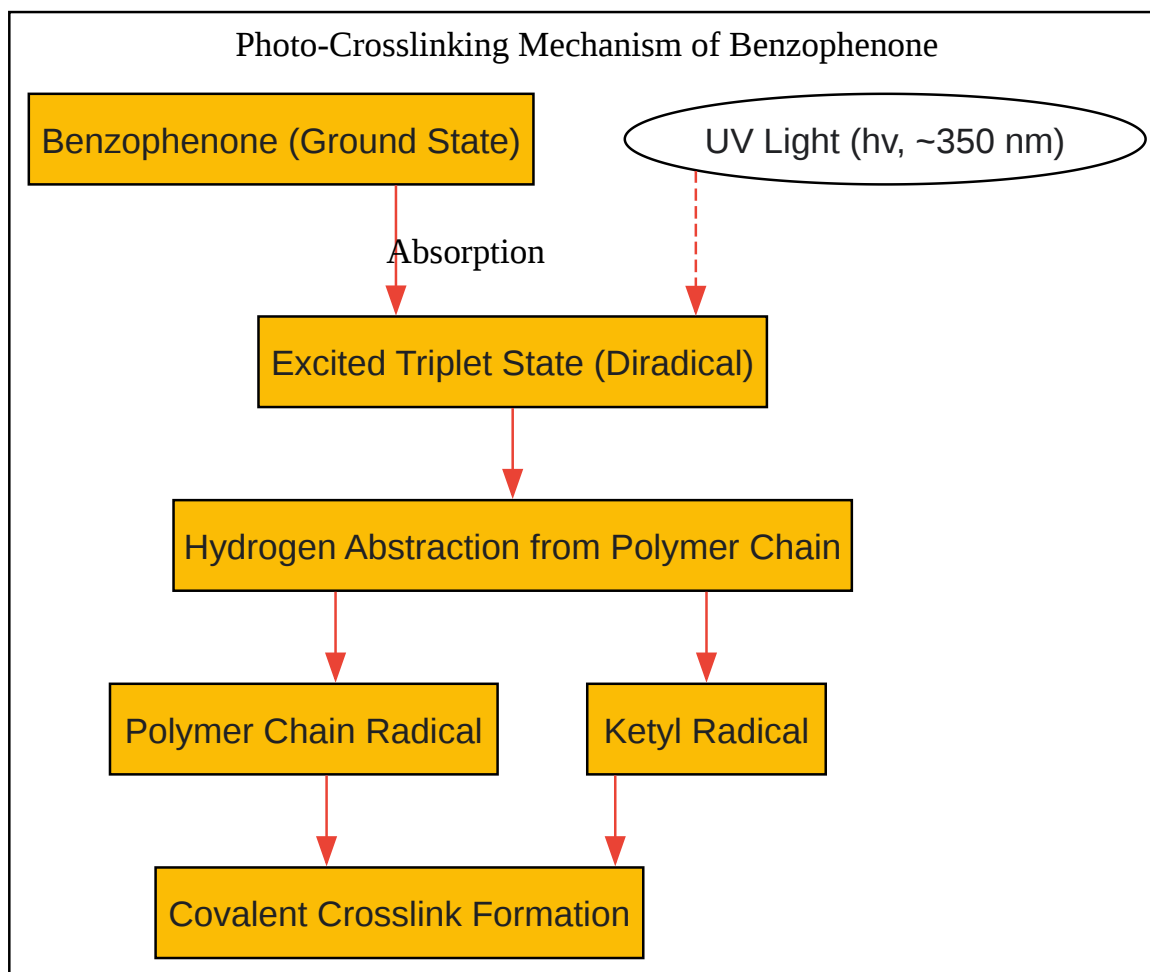 Photo-Crosslinking Mechanism of Benzophenone
Benzophenone (Ground State)
UV Light (hv, ~350 nm)
Absorption
Excited Triplet State (Diradical)
Hydrogen Abstraction from Polymer Chain
Polymer Chain Radical
Ketyl Radical
Covalent Crosslink Formation